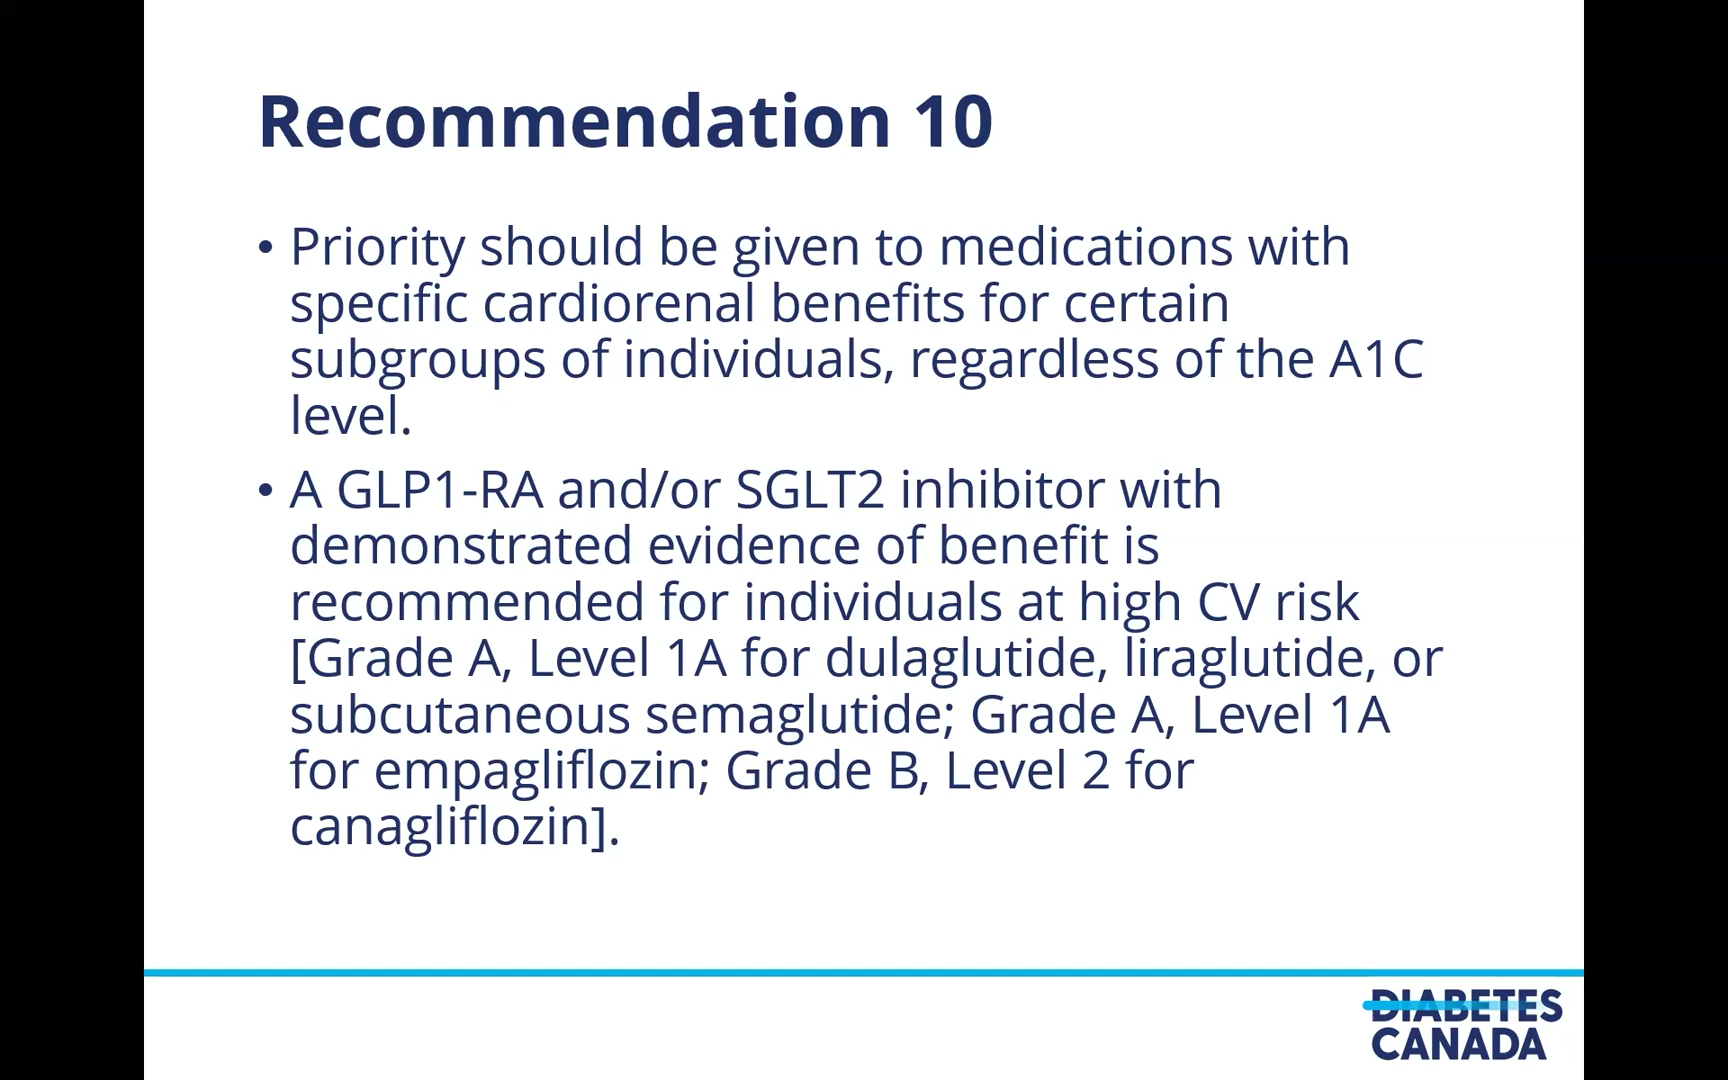 Recommendation 10
• Priority should be given to medications with
specific cardiorenal benefits for certain
subgroups of individuals, regardless of the A1C
level.
• A GLP1-RA and/or SGLT2 inhibitor with
demonstrated evidence of benefit is
recommended for individuals at high CV risk
[Grade A, Level 1A for dulaglutide, liraglutide, or
subcutaneous semaglutide; Grade A, Level 1A
for empagliflozin; Grade B, Level 2 for
canagliflozin].
DIABETES
CANADA